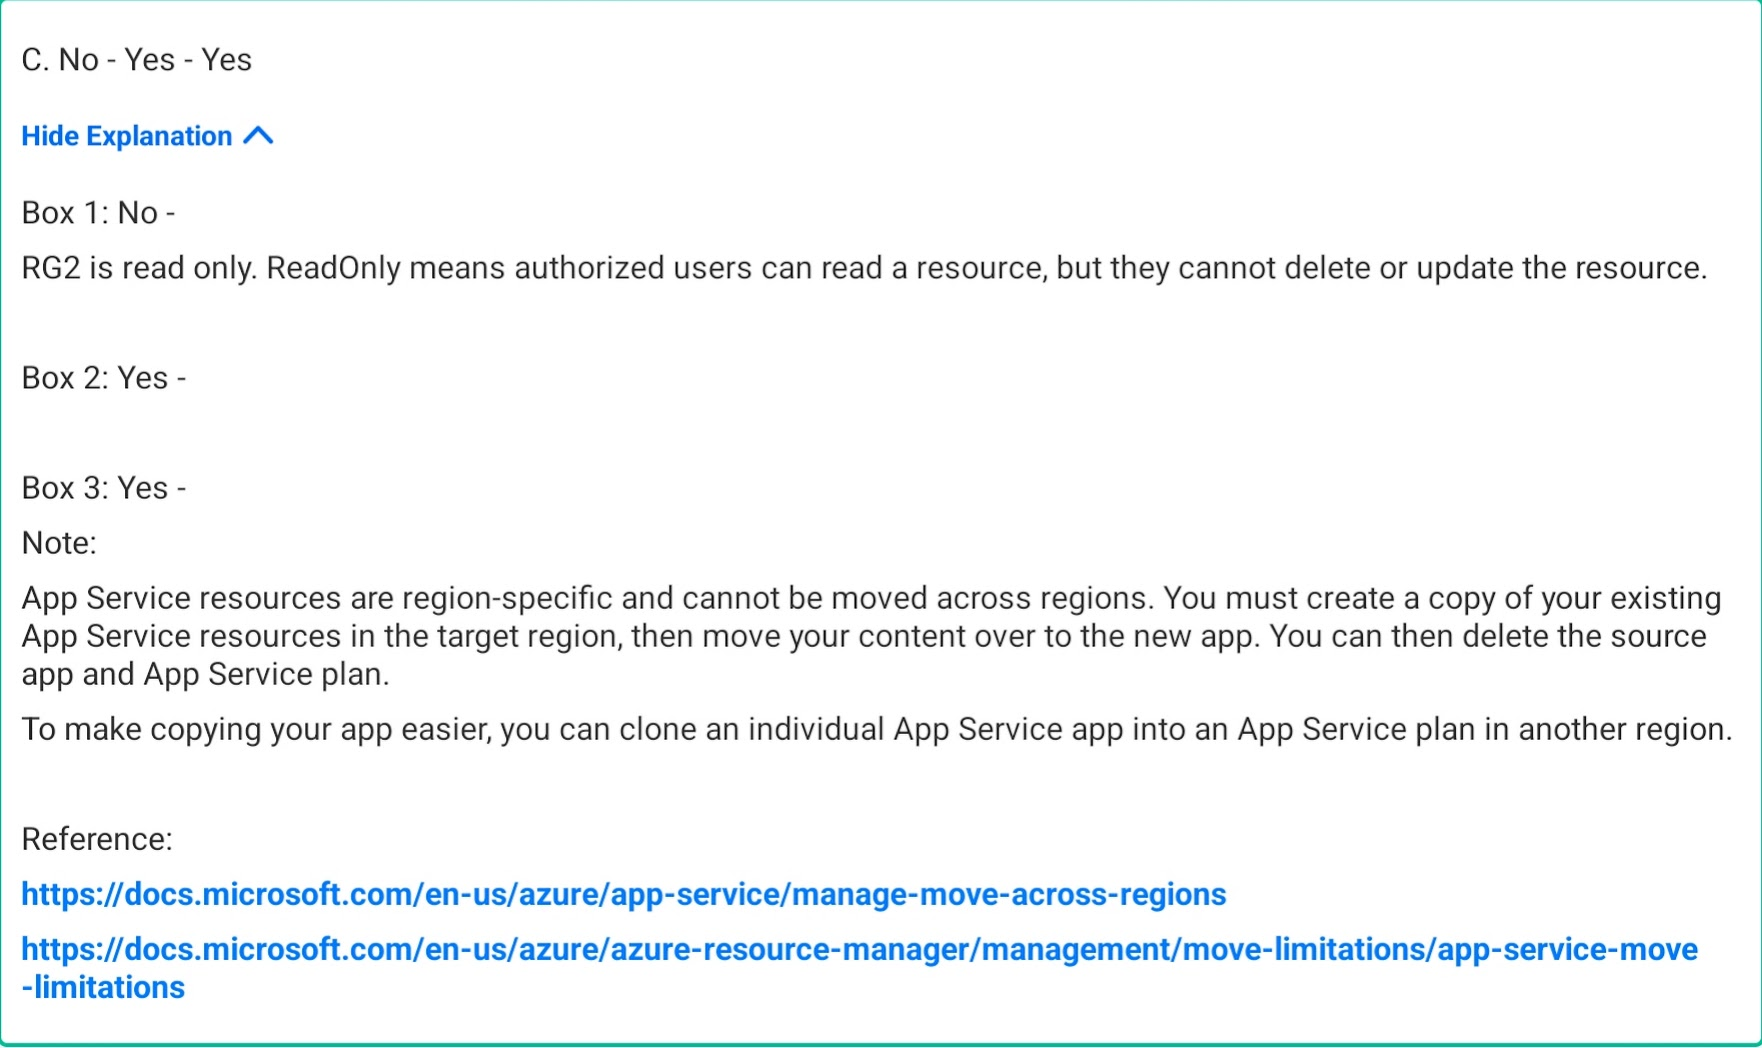 C. No - Yes - Yes
Hide Explanation
Box 1: No -
RG2 is read only. ReadOnly means authorized users can read a resource, but they cannot delete or update the resource.
Box 2: Yes -
Box 3: Yes -
Note:
App Service resources are region-specific and cannot be moved across regions. You must create a copy of your existing
App Service resources in the target region, then move your content over to the new app. You can then delete the source
app and App Service plan.
To make copying your app easier, you can clone an individual App Service app into an App Service plan in another region.
Reference:
https://docs.microsoft.com/en-us/azure/app-service/manage-move-across-regions
https://docs.microsoft.com/en-us/azure/azure-resource-manager/management/move-limitations/app-service-move
-limitations